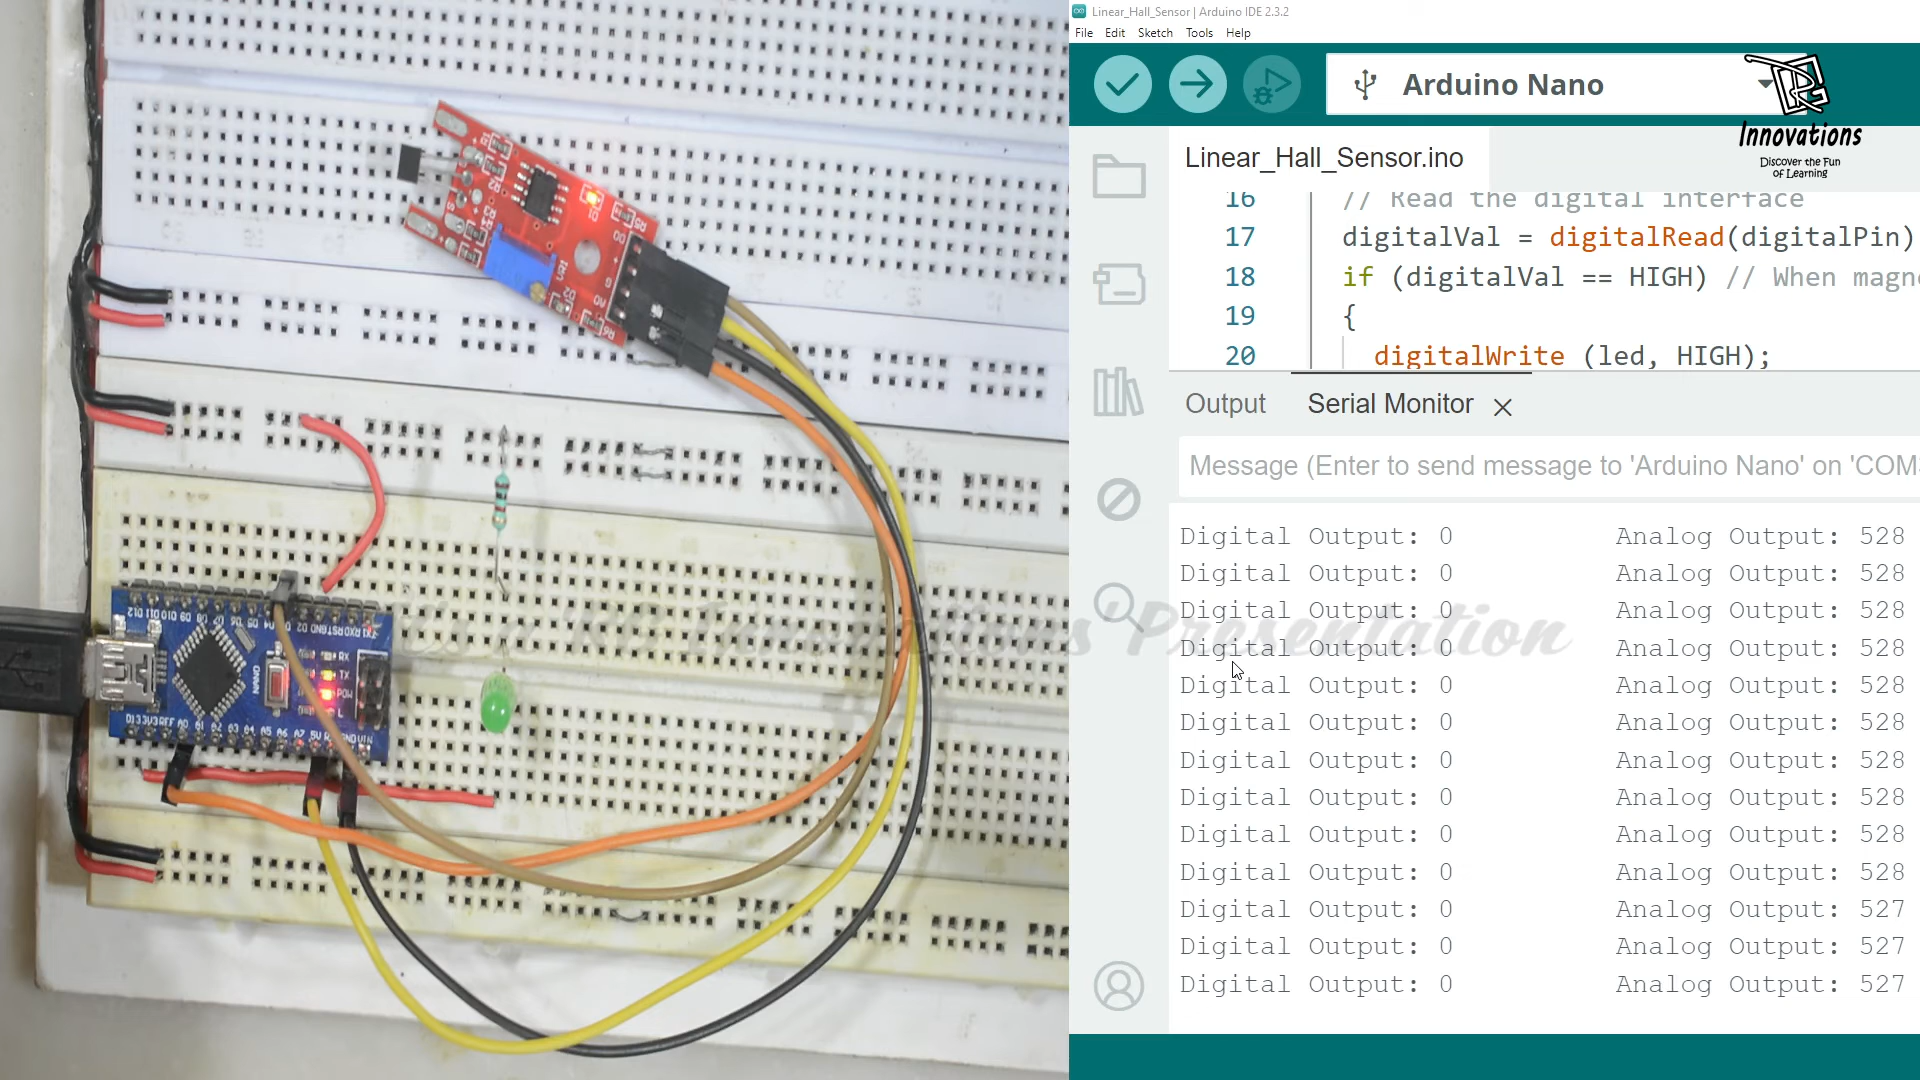 Linear_Hall_Sensor | Arduino IDE 2.3.2
File Edit Sketch Tools Help
Arduino Nano
Innovations
Discover the Fun
of Learning
Linear_Hall_Sensor.ino
16 // Read the digital interface
17 digitalVal = digitalRead(digitalPin)
18 if (digitalVal == HIGH) // When magn
19 {
20 digitalWrite (led, HIGH);
Output Serial Monitor
Message (Enter to send message to 'Arduino Nano' on 'COM
Digital Output: 0 Analog Output: 528
Digital Output: 0 Analog Output: 528
Digital Output: 0 Analog Output: 528
Digital Output: 0 Analog Output: 528
Digital Output: 0 Analog Output: 528
Digital Output: 0 Analog Output: 528
Digital Output: 0 Analog Output: 528
Digital Output: 0 Analog Output: 528
Digital Output: 0 Analog Output: 528
Digital Output: 0 Analog Output: 528
Digital Output: 0 Analog Output: 527
Digital Output: 0 Analog Output: 527
Digital Output: 0 Analog Output: 527
Innovations Presentation
RX
TX
POW
L
NANO